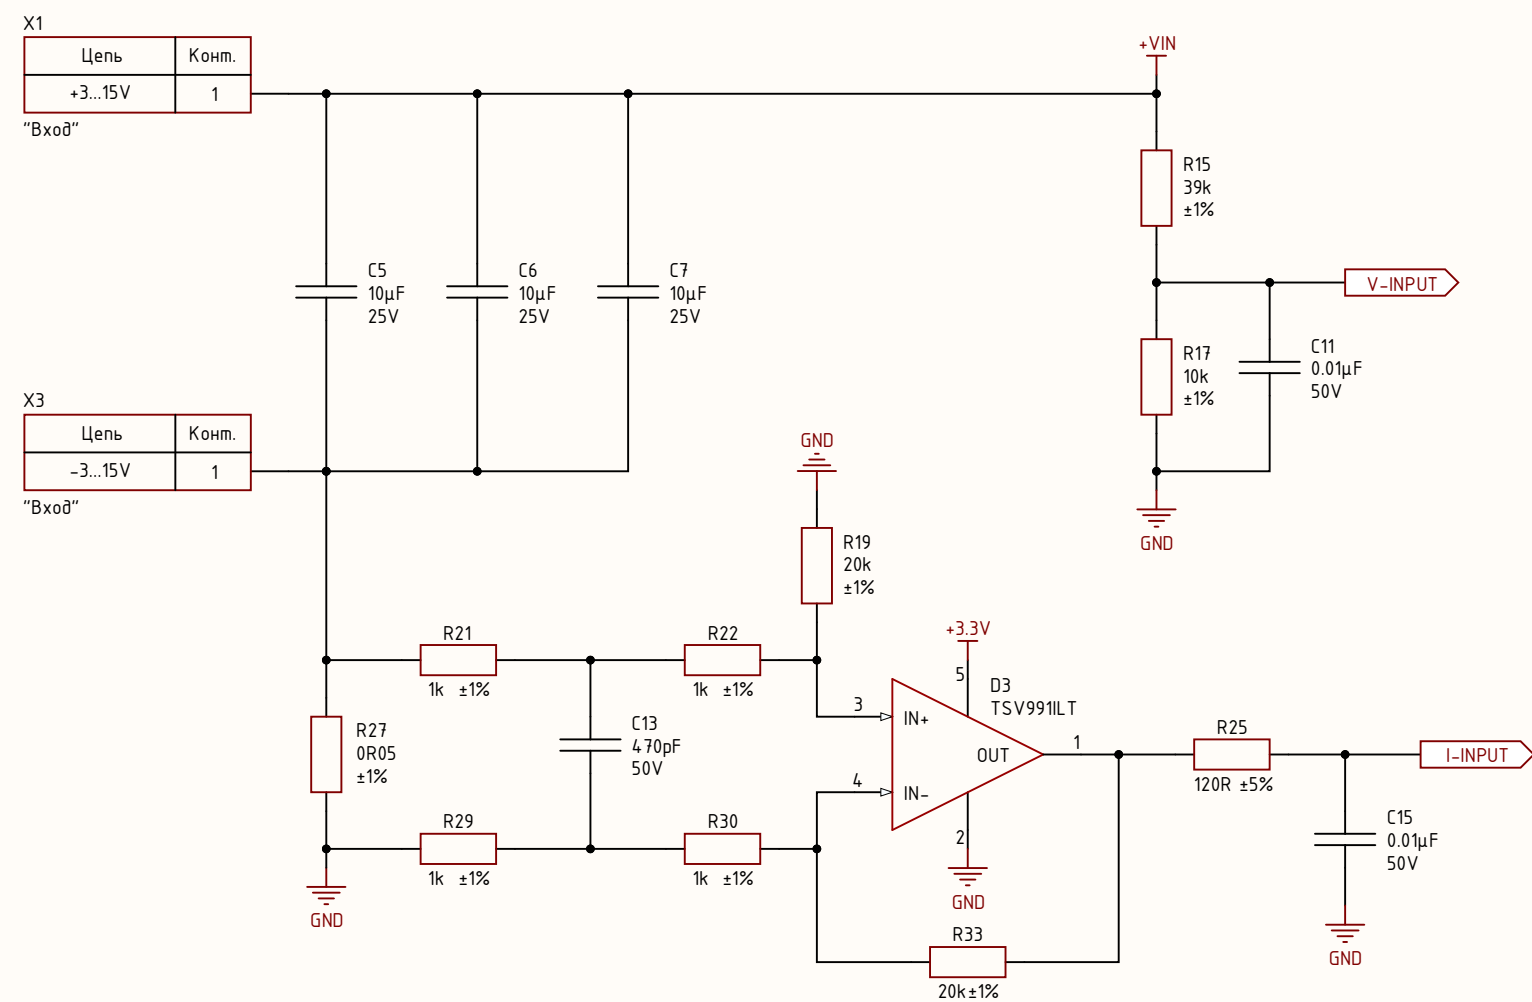 X1
Цепь Конт.
+3...15V 1
"Вход"
+VIN
R15
39k
±1%
C5
10µF
25V
C6
10µF
25V
C7
10µF
25V
V-INPUT
R17
10k
±1%
C11
0.01µF
50V
X3
Цепь Конт.
-3...15V 1
"Вход"
GND
GND
R19
20k
±1%
R21
1k ±1%
R22
1k ±1%
+3.3V
5
D3
TSV991ILT
3
IN+
OUT
1
4
IN-
2
GND
R27
0R05
±1%
C13
470pF
50V
R25
120R ±5%
I-INPUT
R29
1k ±1%
R30
1k ±1%
C15
0.01µF
50V
GND
GND
R33
20k±1%